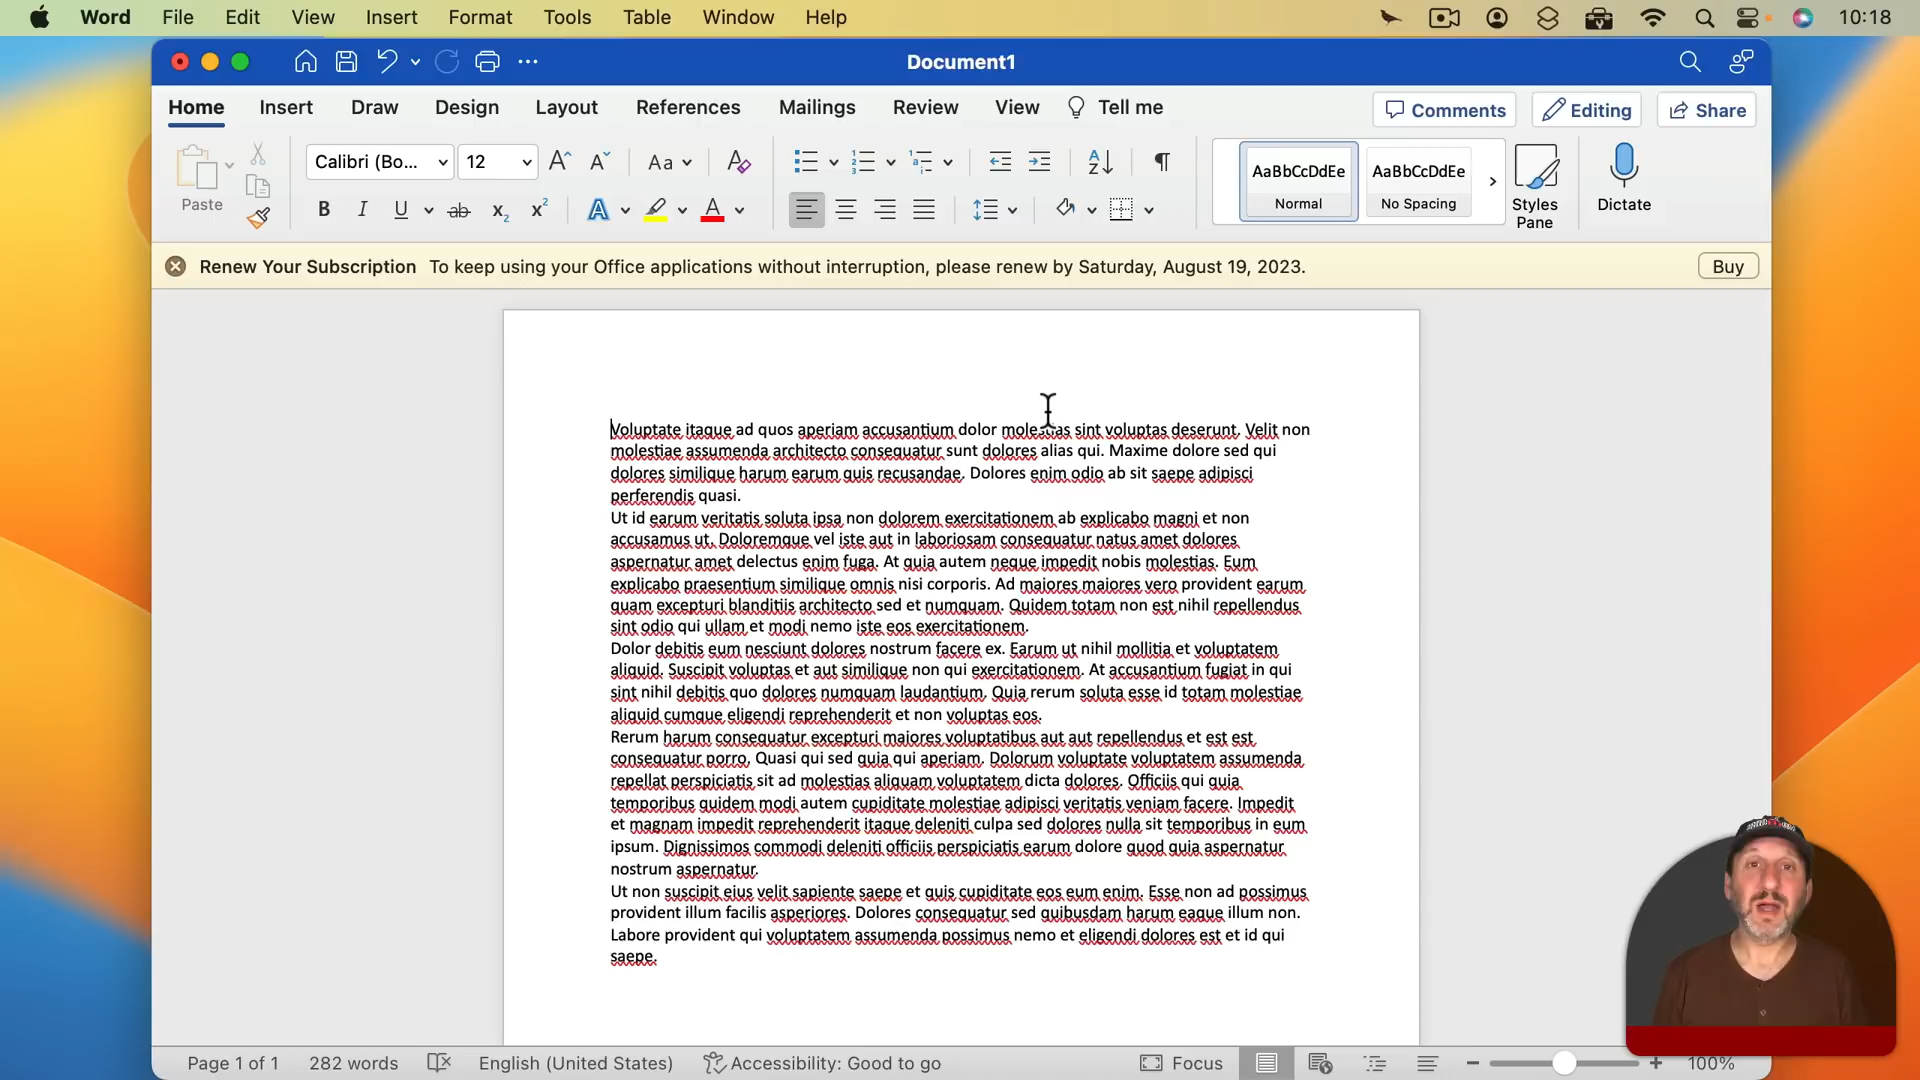 Word File Edit View Insert Format Tools Table Window Help 10:18
Document1
Home Insert Draw Design Layout References Mailings Review View Tell me Comments Editing Share
Paste Calibri (Bo... 12 Aa AaBbCcDdEe Normal AaBbCcDdEe No Spacing Styles Pane Dictate
Renew Your Subscription To keep using your Office applications without interruption, please renew by Saturday, August 19, 2023. Buy
Voluptate itaque ad quos aperiam accusantium dolor molestias sint voluptas deserunt. Velit non
molestiae assumenda architecto consequatur sunt dolores alias qui. Maxime dolore sed qui
dolores similique harum earum quis recusandae. Dolores enim odio ab sit saepe adipisci
perferendis quasi.
Ut id earum veritatis soluta ipsa non dolorem exercitationem ab explicabo magni et non
accusamus ut. Doloremque vel iste aut in laboriosam consequatur natus amet dolores
aspernatur amet delectus enim fuga. At quia autem neque impedit nobis molestias. Eum
explicabo praesentium similique omnis nisi corporis. Ad maiores maiores vero provident earum
quam excepturi blanditiis architecto sed et numquam. Quidem totam non est nihil repellendus
sint odio qui ullam et modi nemo iste eos exercitationem.
Dolor debitis eum nesciunt dolores nostrum facere ex. Earum ut nihil mollitia et voluptatem
aliquid. Suscipit voluptas et aut similique non qui exercitationem. At accusantium fugiat in qui
sint nihil debitis quo dolores numquam laudantium. Quia rerum soluta esse id totam molestiae
aliquid cumque eligendi reprehenderit et non voluptas eos.
Rerum harum consequatur excepturi maiores voluptatibus aut aut repellendus et est est
consequatur porro. Quasi qui sed quia qui aperiam. Dolorum voluptate voluptatem assumenda
repellat perspiciatis sit ad molestias aliquam voluptatem dicta dolores. Officiis qui quia
temporibus quidem modi autem cupiditate molestiae adipisci veritatis veniam facere. Impedit
et magnam impedit reprehenderit itaque deleniti culpa sed dolores nulla sit temporibus in eum
ipsum. Dignissimos commodi deleniti officiis perspiciatis earum dolore quod quia aspernatur
nostrum aspernatur.
Ut non suscipit eius velit sapiente saepe et quis cupiditate eos eum enim. Esse non ad possimus
provident illum facilis asperiores. Dolores consequatur sed quibusdam harum eaque illum non.
Labore provident qui voluptatem assumenda possimus nemo et eligendi dolores est et id qui
saepe.
Page 1 of 1 282 words English (United States) Accessibility: Good to go Focus 100%